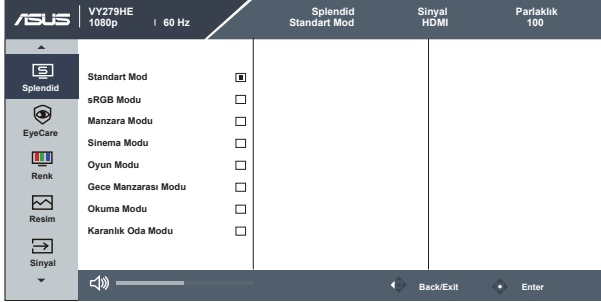 ASUS
VY279HE
1080p | 60 Hz
Splendid
Standart Mod
Sinyal
HDMI
Parlaklık
100
Splendid
EyeCare
Renk
Resim
Sinyal
Standart Mod
sRGB Modu
Manzara Modu
Sinema Modu
Oyun Modu
Gece Manzarası Modu
Okuma Modu
Karanlık Oda Modu
Back/Exit
Enter